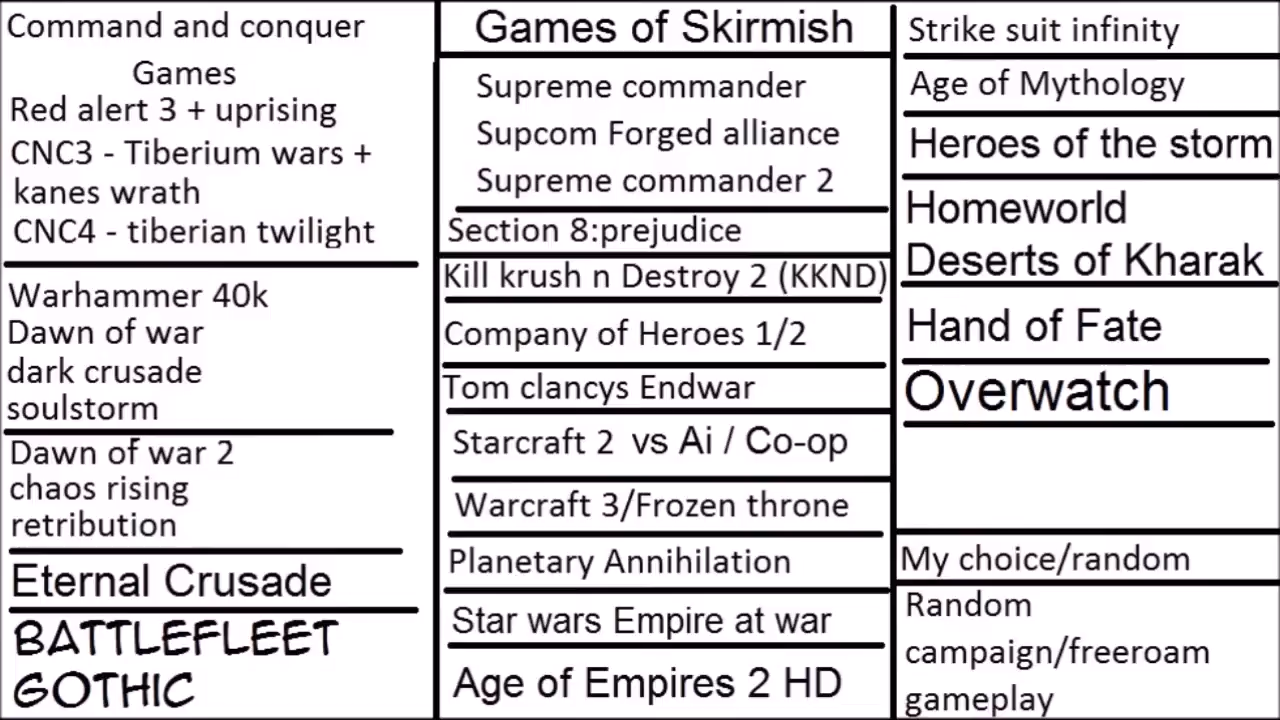 Command and conquer
Games
Red alert 3 + uprising
CNC3 - Tiberium wars +
kanes wrath
CNC4 - tiberian twilight
Warhammer 40k
Dawn of war
dark crusade
soulstorm
Dawn of war 2
chaos rising
retribution
Eternal Crusade
BATTLEFLEET
GOTHIC
Games of Skirmish
Supreme commander
Supcom Forged alliance
Supreme commander 2
Section 8:prejudice
Kill krush n Destroy 2 (KKND)
Company of Heroes 1/2
Tom clancys Endwar
Starcraft 2 vs Ai / Co-op
Warcraft 3/Frozen throne
Planetary Annihilation
Star wars Empire at war
Age of Empires 2 HD
Strike suit infinity
Age of Mythology
Heroes of the storm
Homeworld
Deserts of Kharak
Hand of Fate
Overwatch
My choice/random
Random
campaign/freeroam
gameplay